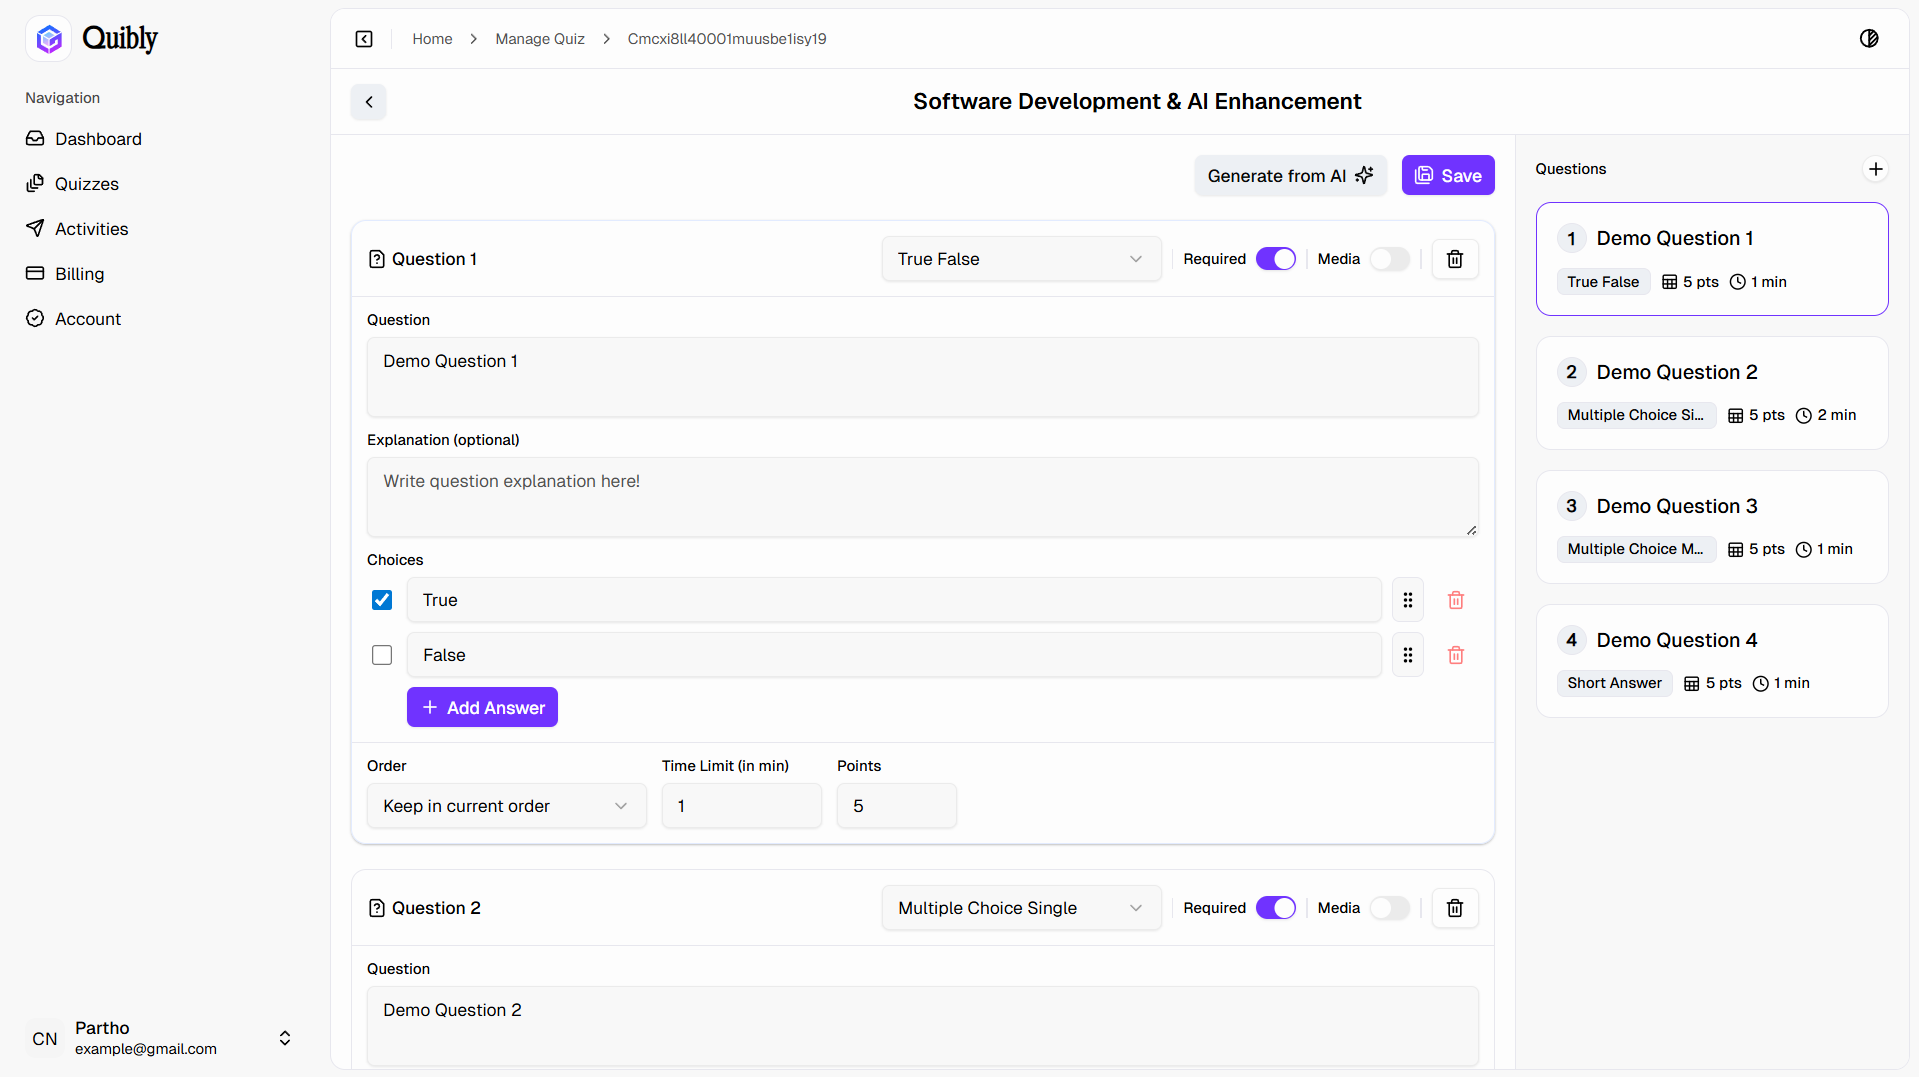 Quibly
Navigation
Dashboard
Quizzes
Activities
Billing
Account
CN
Partho
example@gmail.com
Home
Manage Quiz
Cmcxi8ll40001muusbe1isy19
Software Development & AI Enhancement
Generate from AI
Save
Question 1
True False
Required
Media
Question
Demo Question 1
Explanation (optional)
Write question explanation here!
Choices
True
False
Add Answer
Order
Time Limit (in min)
Points
Keep in current order
1
5
Question 2
Multiple Choice Single
Required
Media
Question
Demo Question 2
Questions
1 Demo Question 1
True False 5 pts 1 min
2 Demo Question 2
Multiple Choice Si... 5 pts 2 min
3 Demo Question 3
Multiple Choice M... 5 pts 1 min
4 Demo Question 4
Short Answer 5 pts 1 min